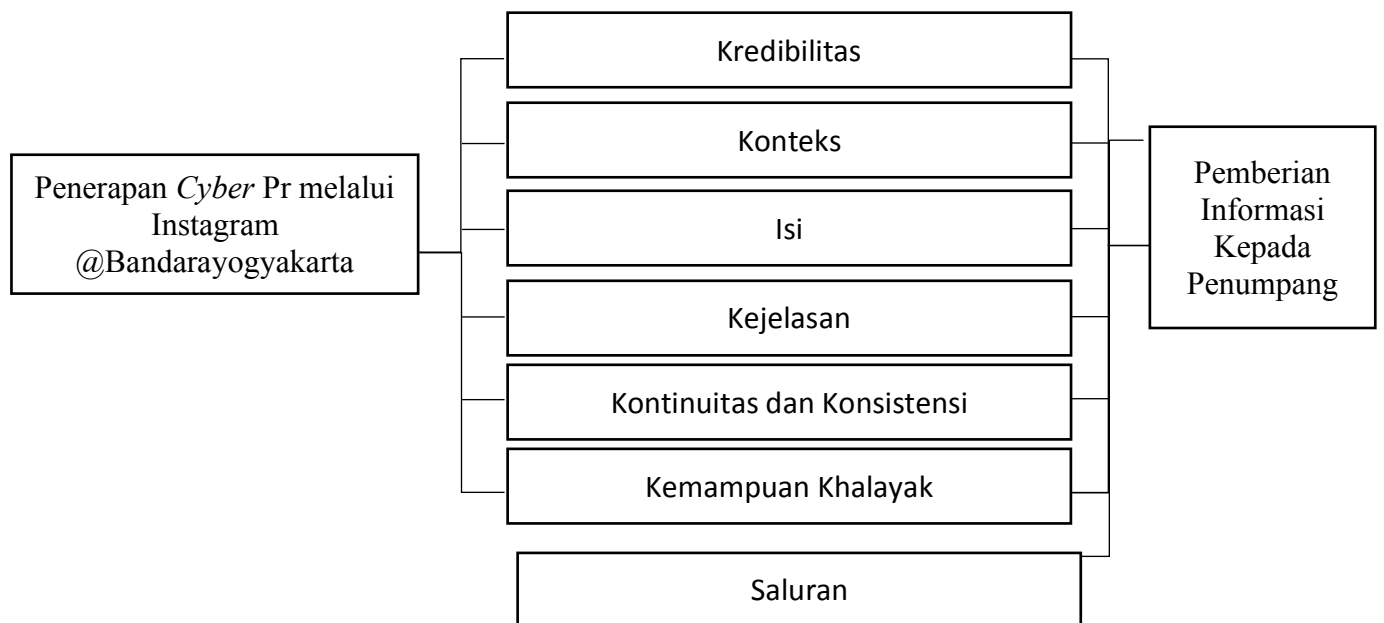 Penerapan Cyber Pr melalui
Instagram
@Bandarayogyakarta
Kredibilitas
Konteks
Isi
Kejelasan
Kontinuitas dan Konsistensi
Kemampuan Khalayak
Saluran
Pemberian
Informasi
Kepada
Penumpang